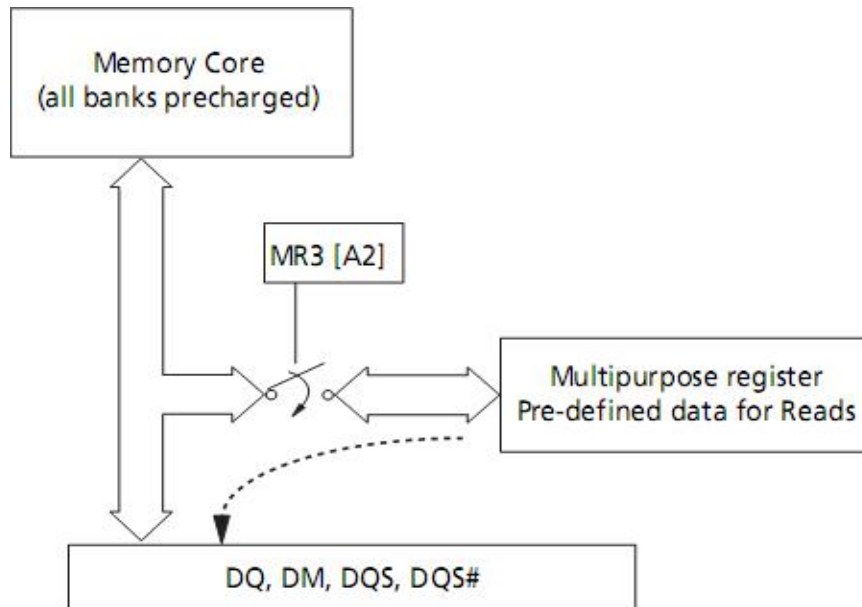 Memory Core
(all banks precharged)
MR3 [A2]
Multipurpose register
Pre-defined data for Reads
DQ, DM, DQS, DQS#